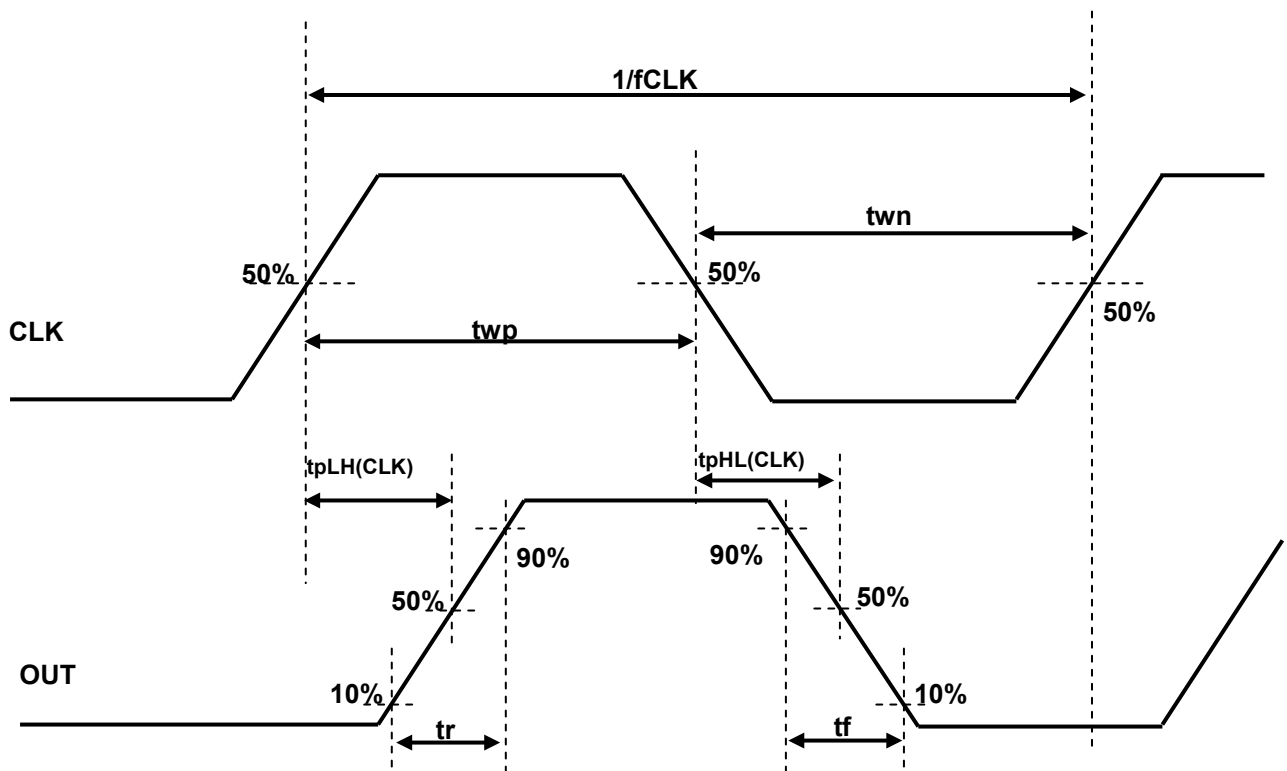 1/fCLK
twn
50%
50%
50%
CLK
twp
tpLH(CLK)
tpHL(CLK)
90%
90%
50%
50%
OUT
10%
10%
tr
tf